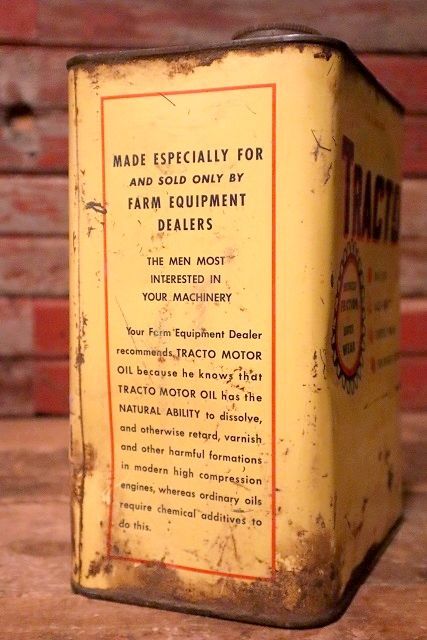 MADE ESPECIALLY FOR
AND SOLD ONLY BY
FARM EQUIPMENT
DEALERS
THE MEN MOST
INTERESTED IN
YOUR MACHINERY
Your Farm Equipment Dealer
recommends TRACTO MOTOR
OIL because he knows that
TRACTO MOTOR OIL has the
NATURAL ABILITY to dissolve,
and otherwise retard, varnish
and other harmful formations
in modern high compression
engines, whereas ordinary oils
require chemical additives to
do this.
TRACTO
FRICTION
WEAR